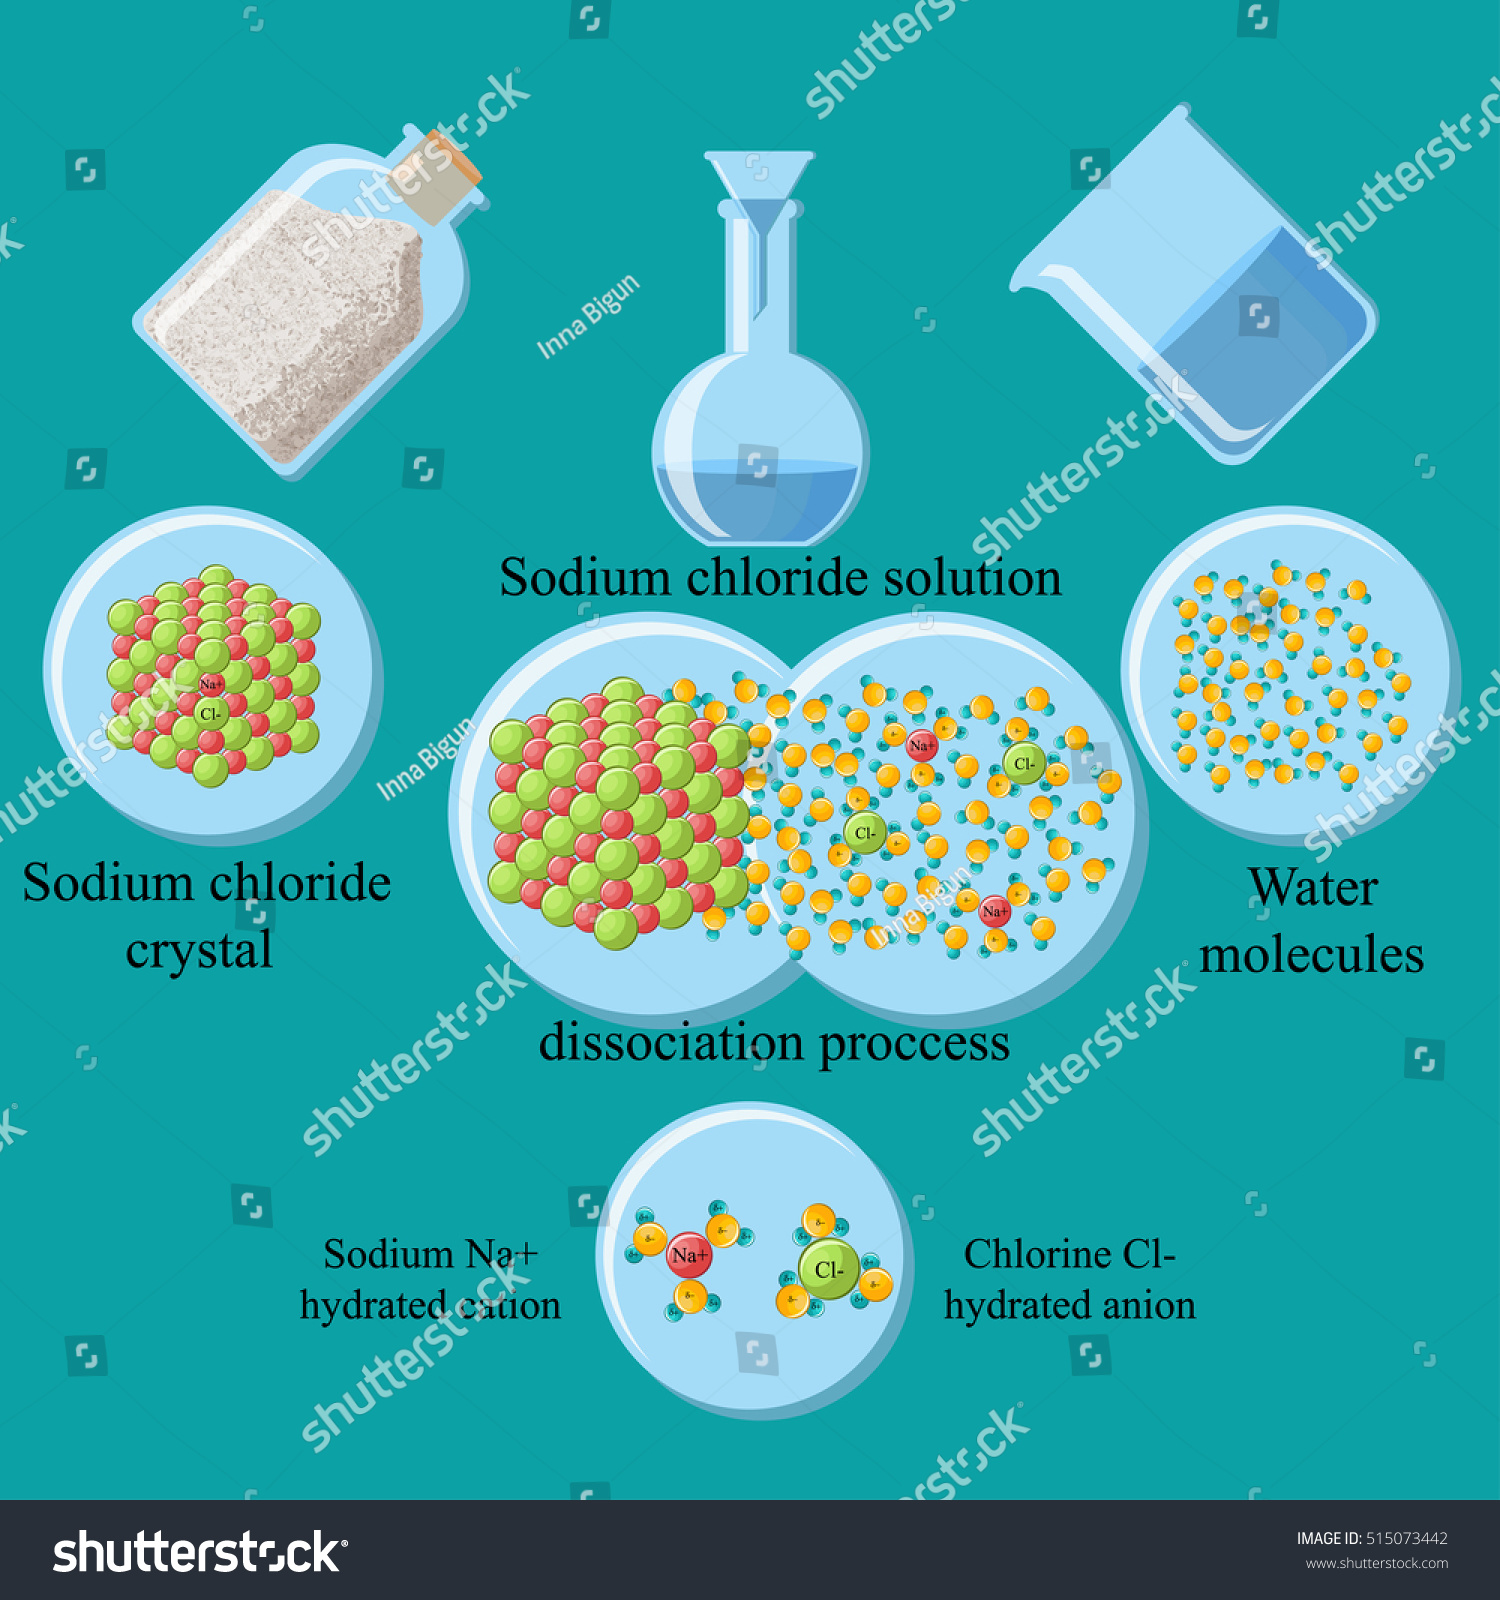 shutterstock
Inna Bigun
Na+
Cl-
Sodium chloride solution
Na+
Cl-
Cl-
Na+
Inna Bigun
Inna Bigun
Sodium chloride
crystal
Water
molecules
dissociation proccess
Sodium Na+
hydrated cation
δ+
δ+
δ-
δ-
δ+
δ+
Na+
δ-
δ+
δ+
δ-
δ+
δ+
Cl-
δ+
δ-
δ+
δ-
δ+
δ+
Chlorine Cl-
hydrated anion
shutterstock
IMAGE ID: 515073442
www.shutterstock.com